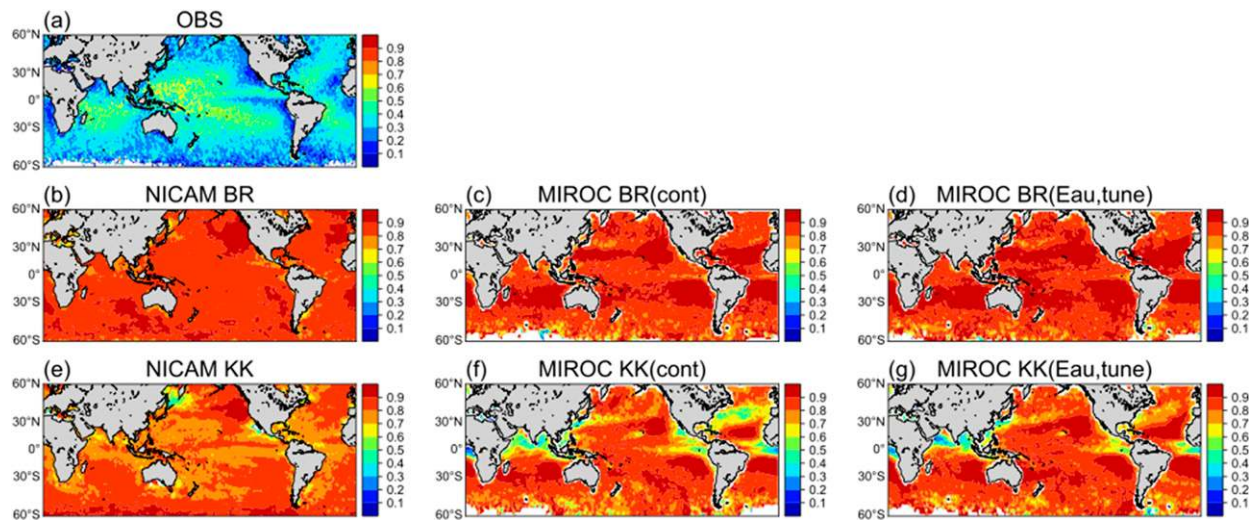 (a) OBS
60°N
30°N
0°
30°S
60°S
0.9
0.8
0.7
0.6
0.5
0.4
0.3
0.2
0.1
(b) NICAM BR
60°N
30°N
0°
30°S
60°S
0.9
0.8
0.7
0.6
0.5
0.4
0.3
0.2
0.1
(c) MIROC BR(cont)
60°N
30°N
0°
30°S
60°S
0.9
0.8
0.7
0.6
0.5
0.4
0.3
0.2
0.1
(d) MIROC BR(Eau,tune)
60°N
30°N
0°
30°S
60°S
0.9
0.8
0.7
0.6
0.5
0.4
0.3
0.2
0.1
(e) NICAM KK
60°N
30°N
0°
30°S
60°S
0.9
0.8
0.7
0.6
0.5
0.4
0.3
0.2
0.1
(f) MIROC KK(cont)
60°N
30°N
0°
30°S
60°S
0.9
0.8
0.7
0.6
0.5
0.4
0.3
0.2
0.1
(g) MIROC KK(Eau,tune)
60°N
30°N
0°
30°S
60°S
0.9
0.8
0.7
0.6
0.5
0.4
0.3
0.2
0.1